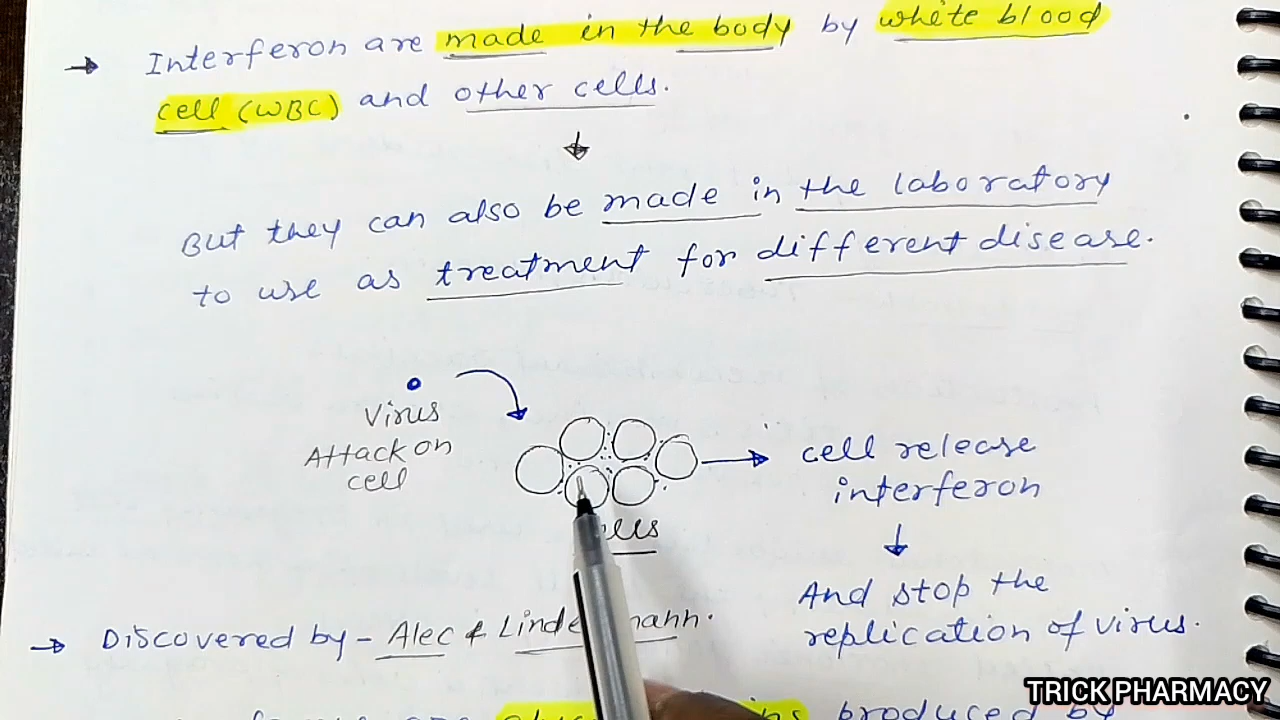 → Interferon are made in the body by white blood
cell (WBC) and other cells.
↓
But they can also be made in the laboratory
to use as treatment for different disease.
Virus
Attack on
cell
cell release
interferon
↓
And stop the
replication of virus.
→ Discovered by - Alec &
produced by
TRICK PHARMACY